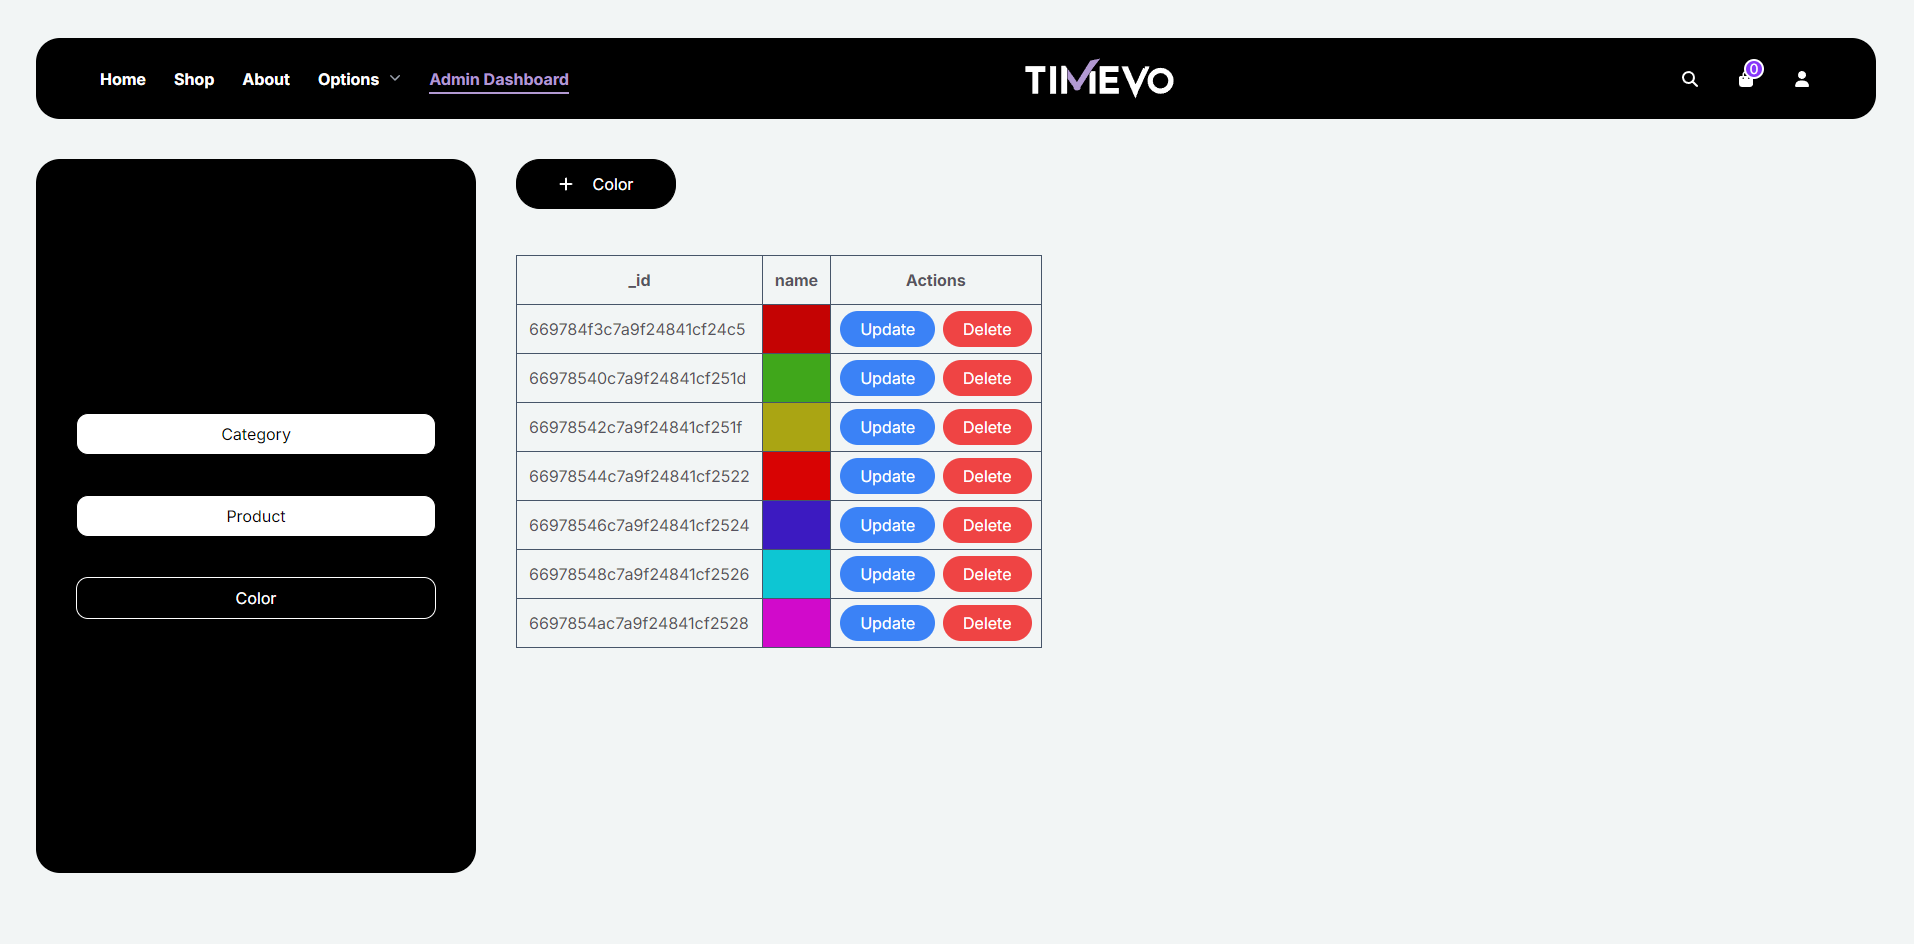 Home Shop About Options Admin Dashboard TIMEVO 0
+ Color
Category
Product
Color
_id name Actions
669784f3c7a9f24841cf24c5 Update Delete
66978540c7a9f24841cf251d Update Delete
66978542c7a9f24841cf251f Update Delete
66978544c7a9f24841cf2522 Update Delete
66978546c7a9f24841cf2524 Update Delete
66978548c7a9f24841cf2526 Update Delete
6697854ac7a9f24841cf2528 Update Delete